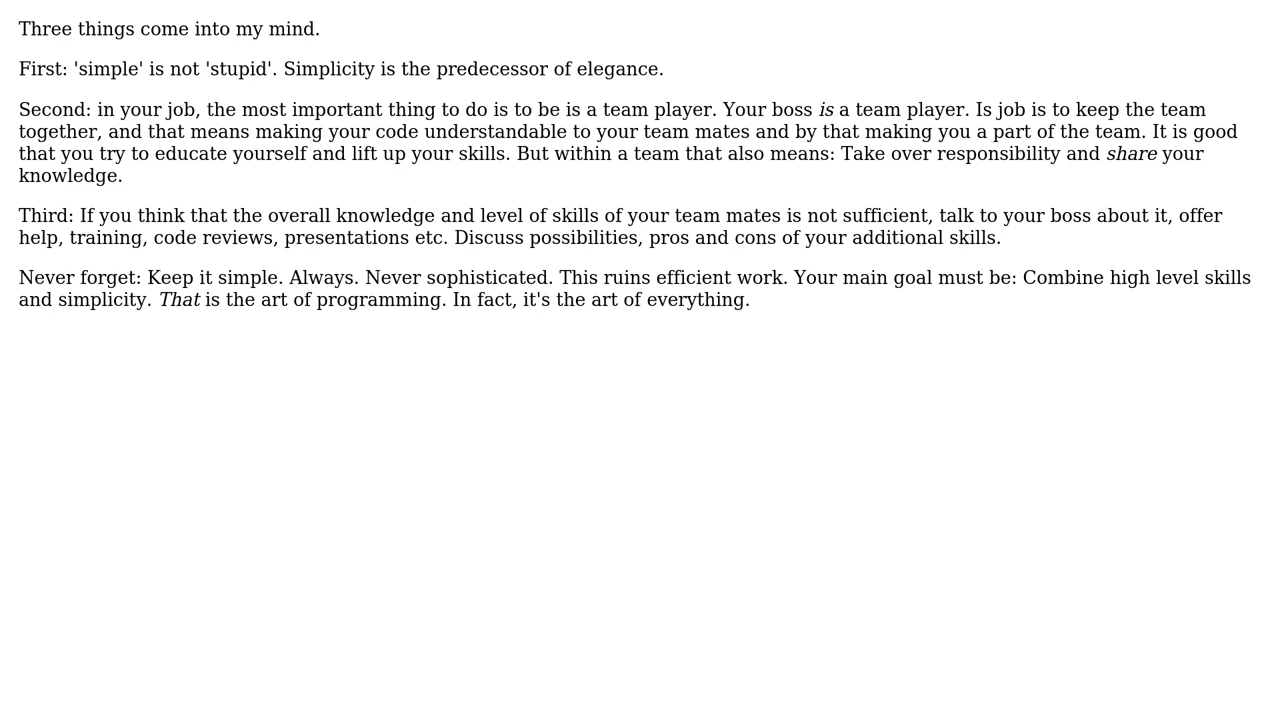 Three things come into my mind.
First: 'simple' is not 'stupid'. Simplicity is the predecessor of elegance.
Second: in your job, the most important thing to do is to be is a team player. Your boss is a team player. Is job is to keep the team
together, and that means making your code understandable to your team mates and by that making you a part of the team. It is good
that you try to educate yourself and lift up your skills. But within a team that also means: Take over responsibility and share your
knowledge.
Third: If you think that the overall knowledge and level of skills of your team mates is not sufficient, talk to your boss about it, offer
help, training, code reviews, presentations etc. Discuss possibilities, pros and cons of your additional skills.
Never forget: Keep it simple. Always. Never sophisticated. This ruins efficient work. Your main goal must be: Combine high level skills
and simplicity. That is the art of programming. In fact, it's the art of everything.